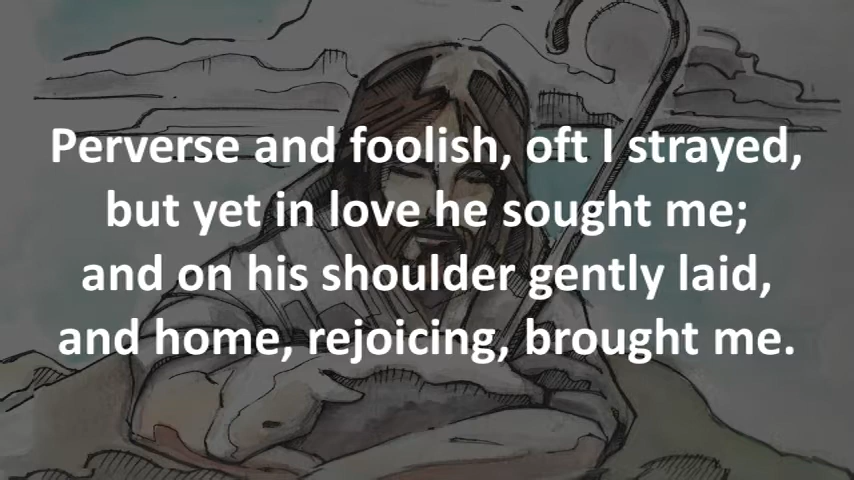 Perverse and foolish, oft I strayed,
but yet in love he sought me;
and on his shoulder gently laid,
and home, rejoicing, brought me.